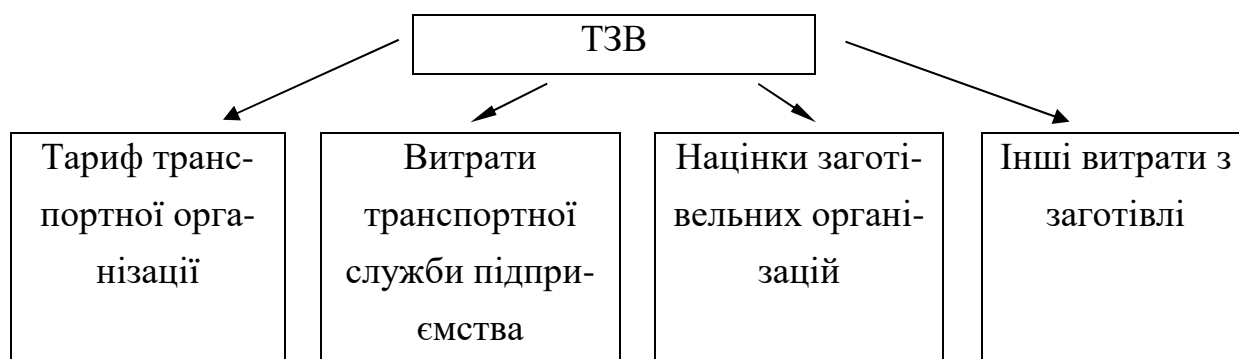 ТЗВ
Тариф транс-
портної орга-
нізації
Витрати
транспортної
служби підпри-
ємства
Націнки заготі-
вельних органі-
зацій
Інші витрати з
заготівлі